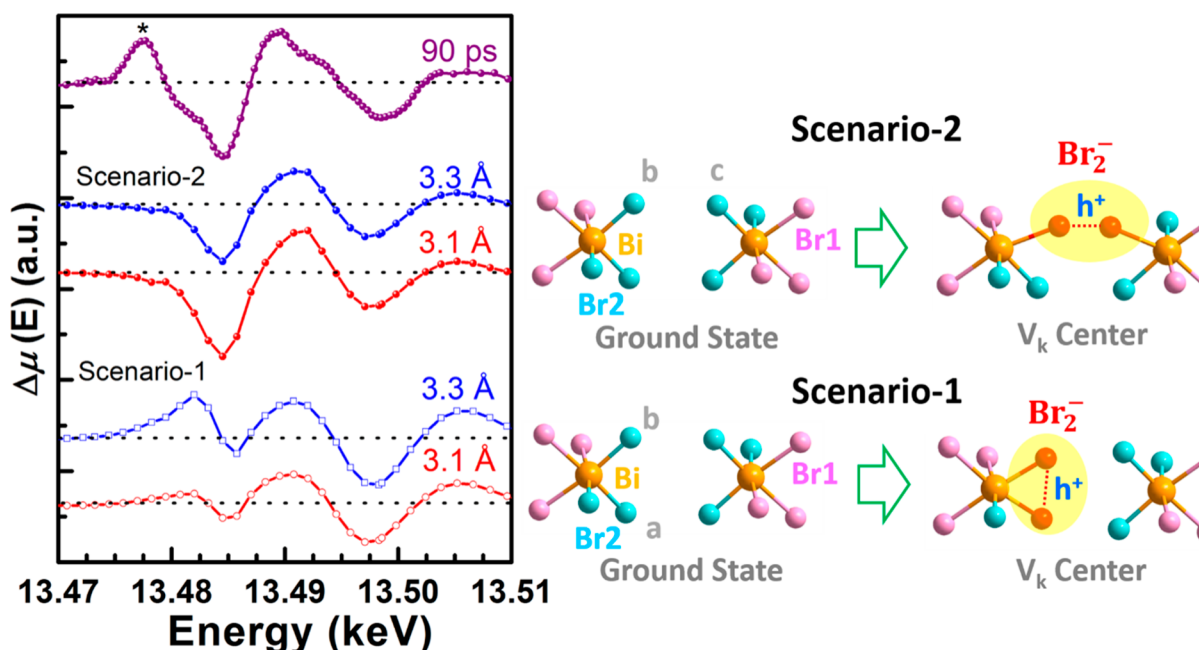 *
90 ps
Scenario-2
3.3 Å
3.1 Å
Scenario-1
3.3 Å
3.1 Å
Δμ (E) (a.u.)
13.47 13.48 13.49 13.50 13.51
Energy (keV)
Scenario-2
Br₂⁻
b c
h⁺
Bi
Br1
Br2
Ground State
Vₖ Center
Scenario-1
Br₂⁻
b
Bi
Br1
h⁺
Br2
a
Ground State
Vₖ Center